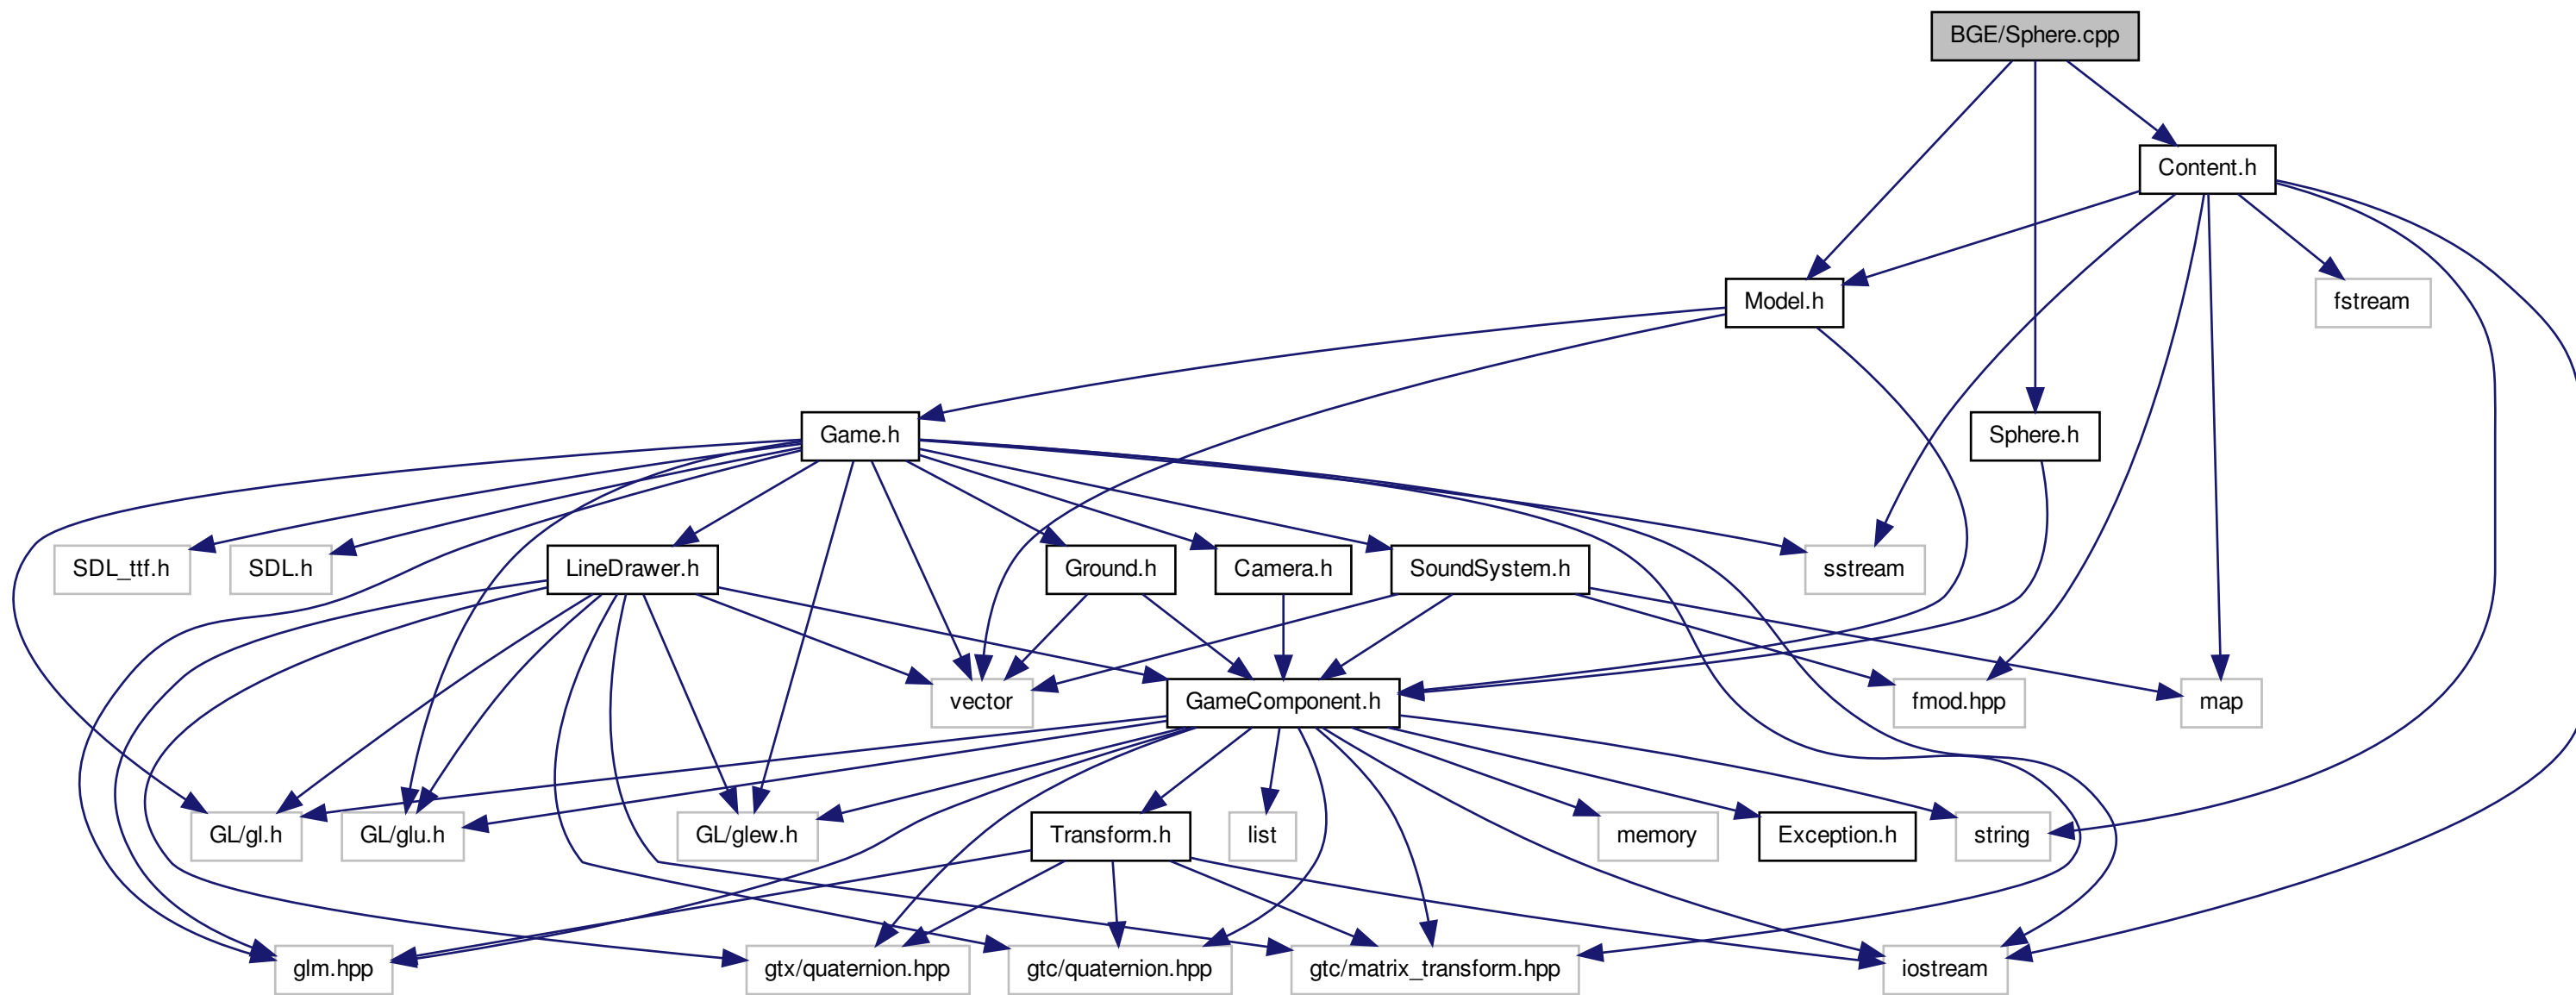 BGE/Sphere.cpp
Content.h
Model.h
fstream
Game.h
Sphere.h
SDL_ttf.h
SDL.h
LineDrawer.h
Ground.h
Camera.h
SoundSystem.h
sstream
vector
GameComponent.h
fmod.hpp
map
GL/gl.h
GL/glu.h
GL/glew.h
Transform.h
list
memory
Exception.h
string
glm.hpp
gtx/quaternion.hpp
gtc/quaternion.hpp
gtc/matrix_transform.hpp
iostream